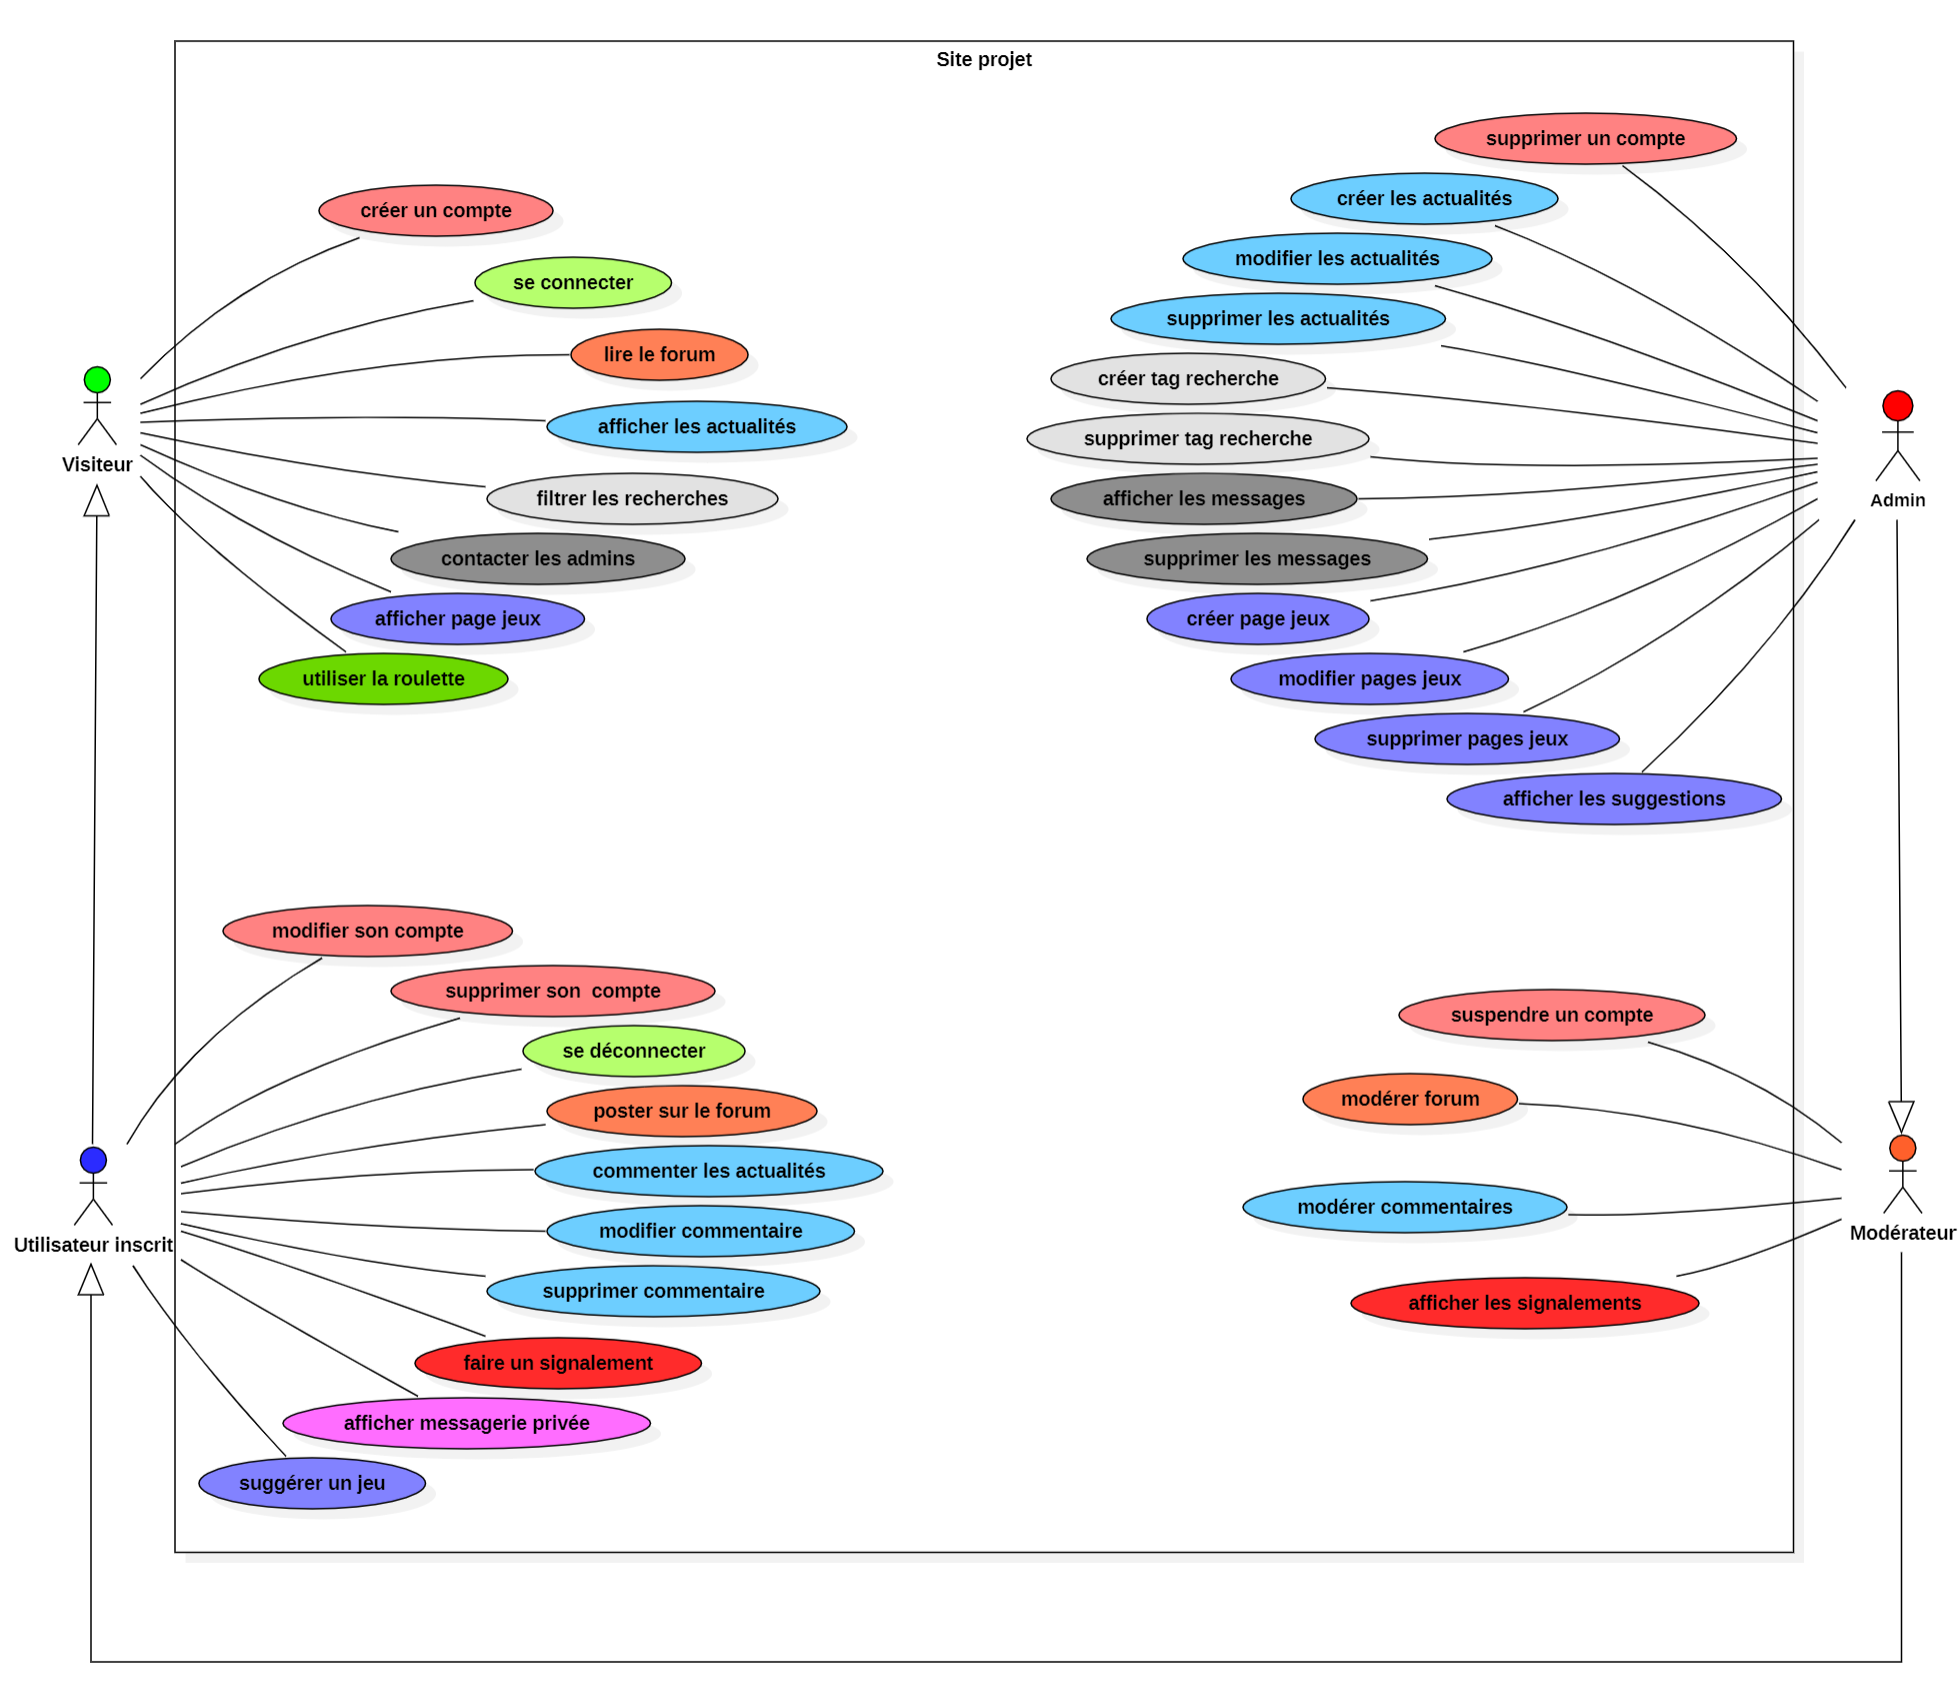 Site projet
créer un compte
se connecter
lire le forum
afficher les actualités
filtrer les recherches
contacter les admins
afficher page jeux
utiliser la roulette
Visiteur
supprimer un compte
créer les actualités
modifier les actualités
supprimer les actualités
créer tag recherche
supprimer tag recherche
afficher les messages
supprimer les messages
créer page jeux
modifier pages jeux
supprimer pages jeux
afficher les suggestions
Admin
modifier son compte
supprimer son  compte
se déconnecter
poster sur le forum
commenter les actualités
modifier commentaire
supprimer commentaire
faire un signalement
afficher messagerie privée
suggérer un jeu
Utilisateur inscrit
suspendre un compte
modérer forum
modérer commentaires
afficher les signalements
Modérateur